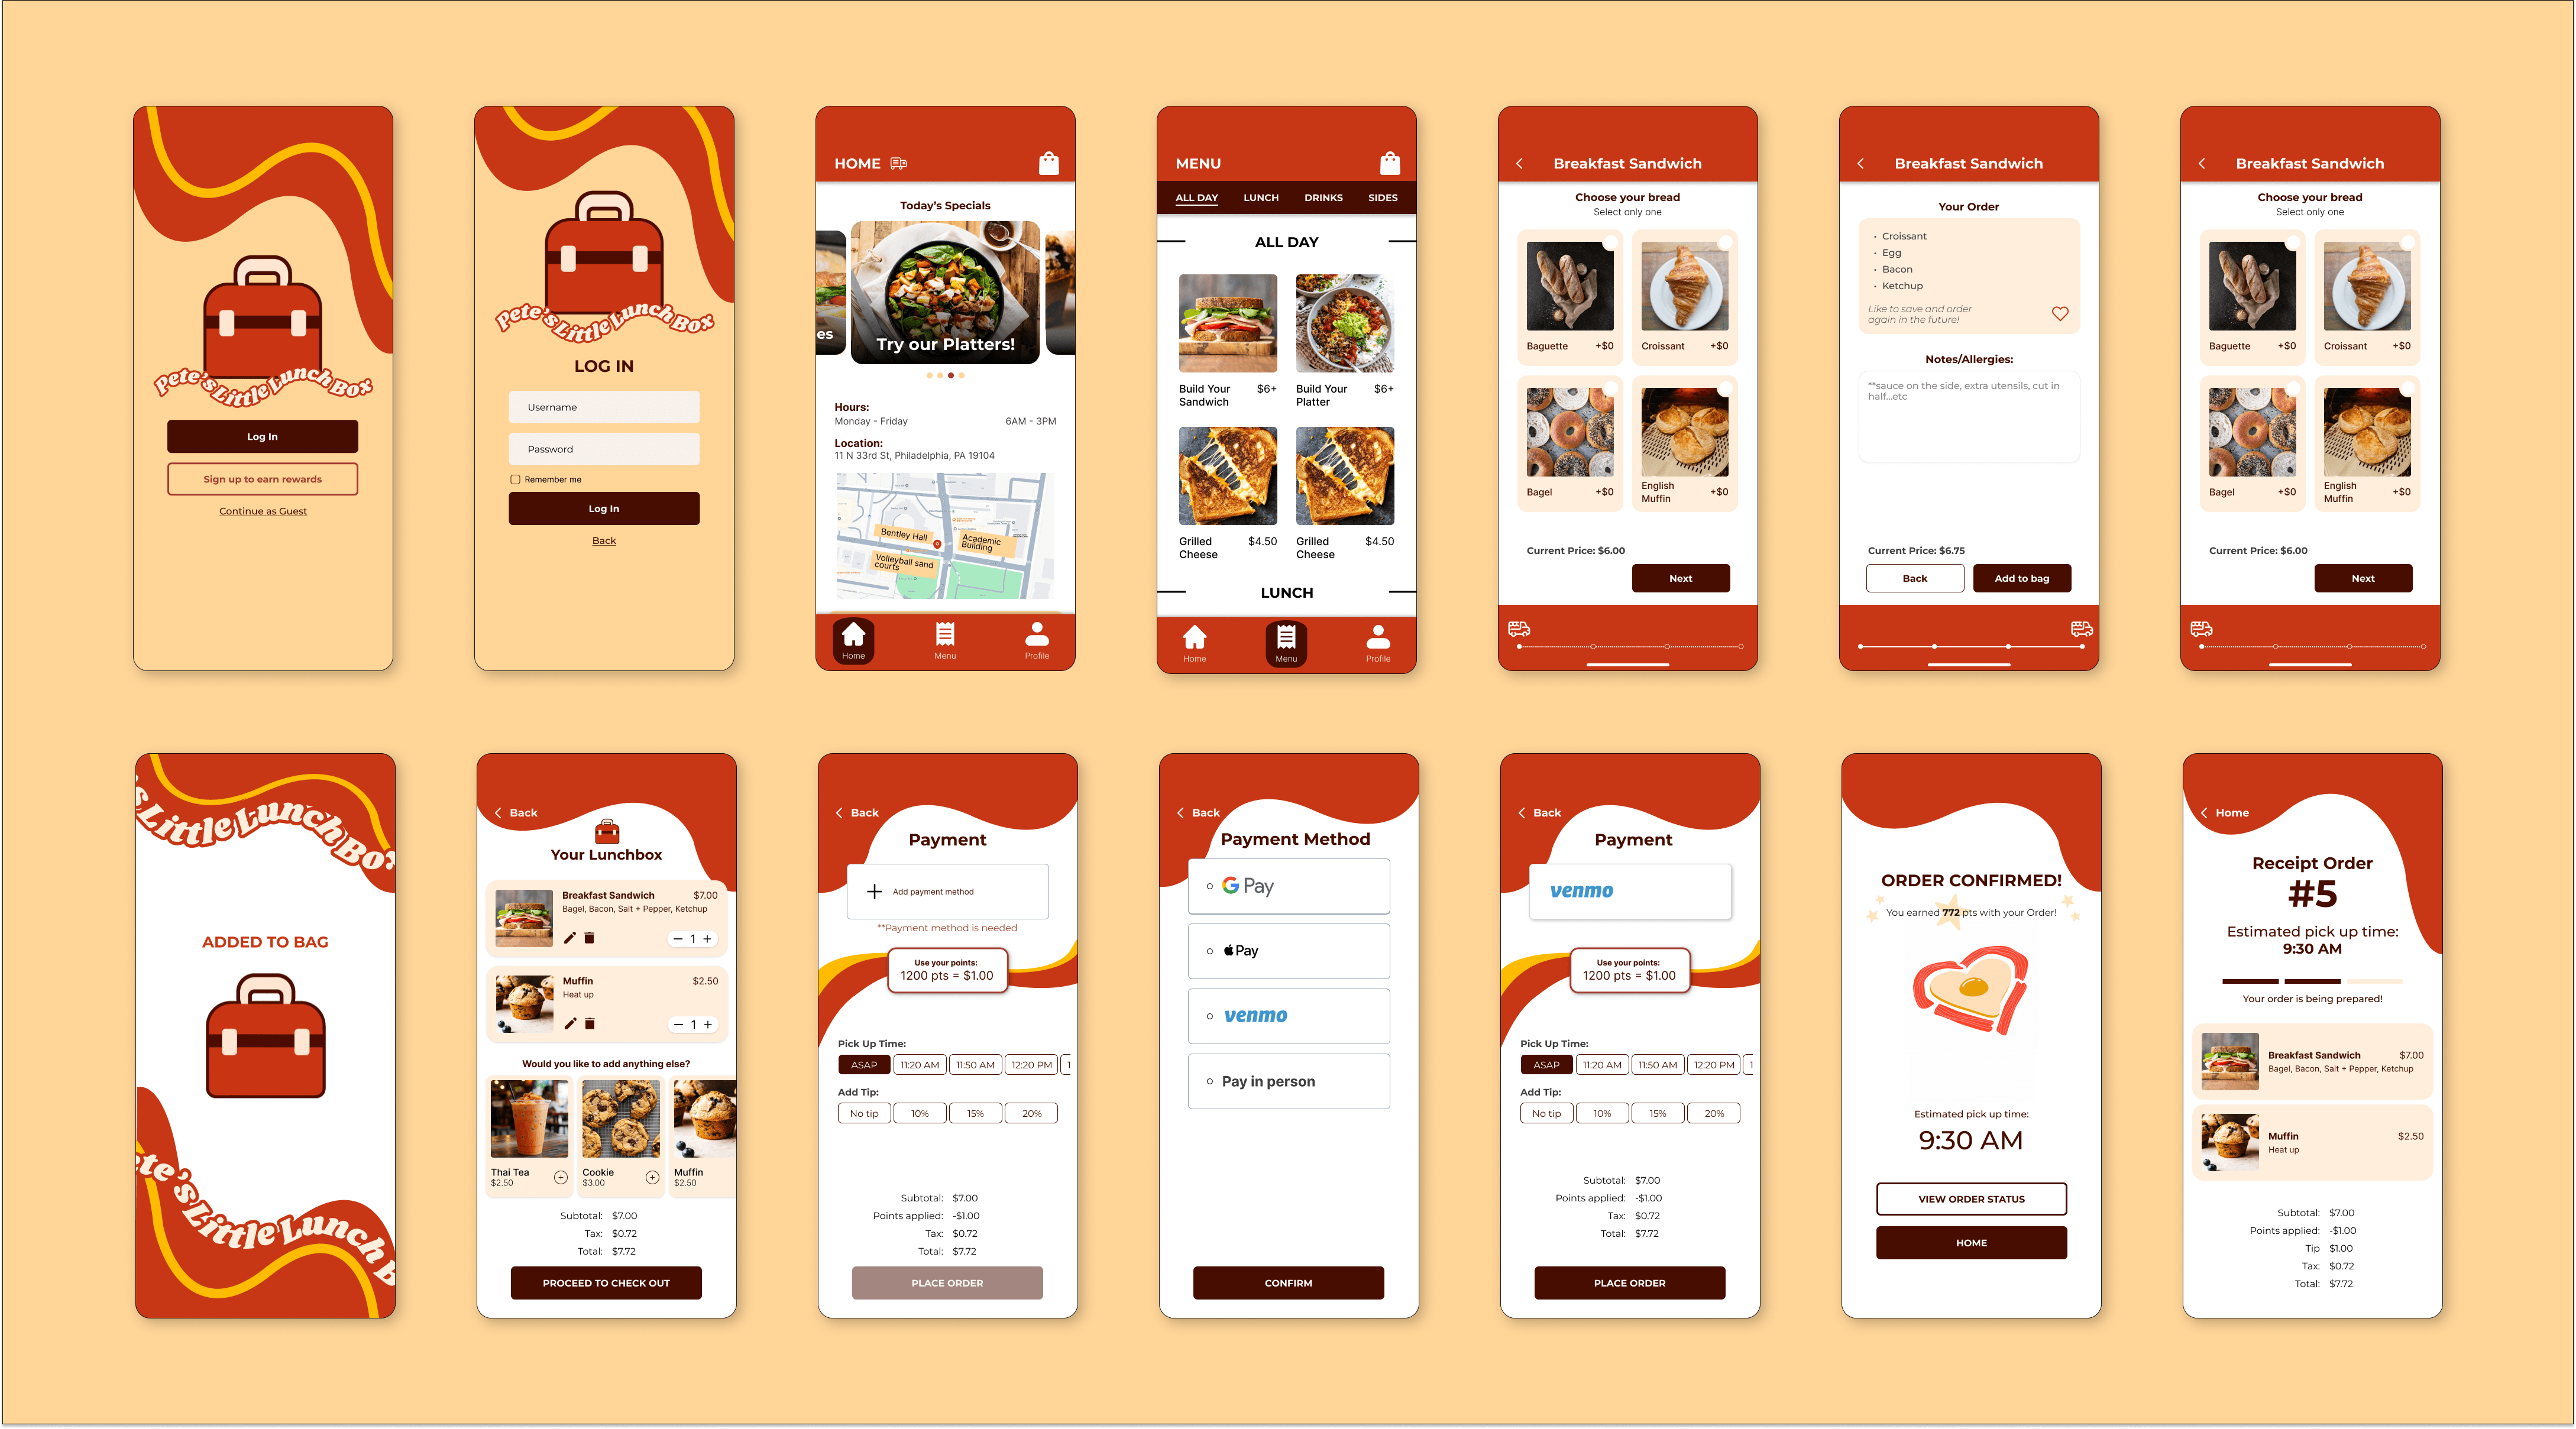 Pete's Little Lunch Box
Log In
Sign up to earn rewards
Continue as Guest
Pete's Little Lunch Box
LOG IN
Username
Password
Remember me
Log In
Back
HOME
Today's Specials
es
Try our Platters!
Hours:
Monday - Friday 6AM - 3PM
Location:
11 N 33rd St, Philadelphia, PA 19104
Bentley Hall
Academic
Building
Volleyball sand
courts
Home Menu Profile
MENU
ALL DAY LUNCH DRINKS SIDES
ALL DAY
Build Your $6+ Build Your $6+
Sandwich Platter
Grilled $4.50 Grilled $4.50
Cheese Cheese
LUNCH
Home Menu Profile
Breakfast Sandwich
Choose your bread
Select only one
Baguette +$0 Croissant +$0
Bagel +$0 English
Muffin +$0
Current Price: $6.00
Next
Breakfast Sandwich
Your Order
• Croissant
• Egg
• Bacon
• Ketchup
Like to save and order
again in the future!
Notes/Allergies:
**sauce on the side, extra utensils, cut in
half...etc
Current Price: $6.75
Back Add to bag
Breakfast Sandwich
Choose your bread
Select only one
Baguette +$0 Croissant +$0
Bagel +$0 English
Muffin +$0
Current Price: $6.00
Next
's Little Lunch Box
ADDED TO BAG
ete's Little Lunch B
Back
Your Lunchbox
Breakfast Sandwich $7.00
Bagel, Bacon, Salt + Pepper, Ketchup
1
Muffin $2.50
Heat up
1
Would you like to add anything else?
Thai Tea Cookie Muffin
$2.50 $3.00 $2.50
Subtotal: $7.00
Tax: $0.72
Total: $7.72
PROCEED TO CHECK OUT
Back
Payment
Add payment method
**Payment method is needed
Use your points:
1200 pts = $1.00
Pick Up Time:
ASAP 11:20 AM 11:50 AM 12:20 PM 1
Add Tip:
No tip 10% 15% 20%
Subtotal: $7.00
Points applied: -$1.00
Tax: $0.72
Total: $7.72
PLACE ORDER
Back
Payment Method
G Pay
Pay
venmo
Pay in person
CONFIRM
Back
Payment
venmo
Use your points:
1200 pts = $1.00
Pick Up Time:
ASAP 11:20 AM 11:50 AM 12:20 PM 1
Add Tip:
No tip 10% 15% 20%
Subtotal: $7.00
Points applied: -$1.00
Tax: $0.72
Total: $7.72
PLACE ORDER
ORDER CONFIRMED!
You earned 772 pts with your Order!
Estimated pick up time:
9:30 AM
VIEW ORDER STATUS
HOME
Home
Receipt Order
#5
Estimated pick up time:
9:30 AM
Your order is being prepared!
Breakfast Sandwich $7.00
Bagel, Bacon, Salt + Pepper, Ketchup
Muffin $2.50
Heat up
Subtotal: $7.00
Points applied: -$1.00
Tip $1.00
Tax: $0.72
Total: $7.72